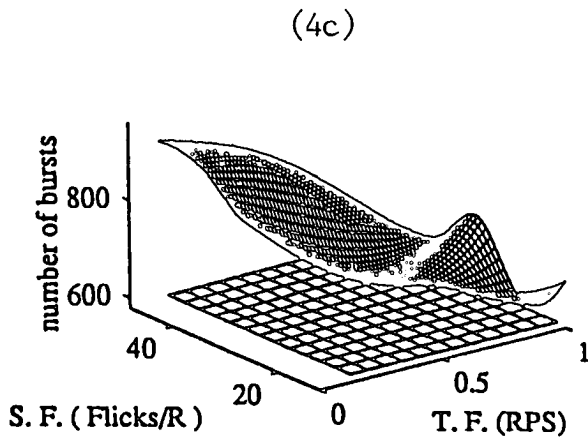 (4c)
number of bursts
800
600
40
20
0
0.5
1
S. F. ( Flicks/R )
T. F. (RPS)